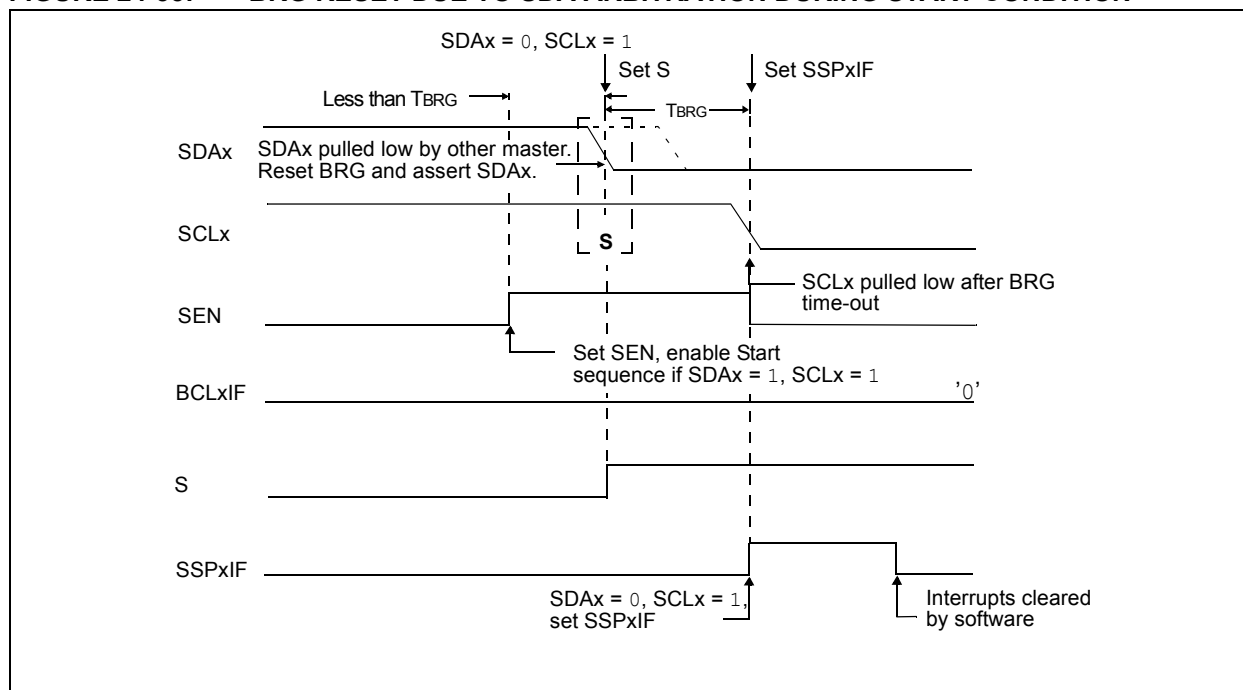 SDAx = 0, SCLx = 1
Set S
Set SSPxIF
Less than TBRG
TBRG
SDAx
SDAx pulled low by other master.
Reset BRG and assert SDAx.
SCLx
S
SCLx pulled low after BRG
time-out
SEN
Set SEN, enable Start
sequence if SDAx = 1, SCLx = 1
BCLxIF
'0'
S
SSPxIF
SDAx = 0, SCLx = 1,
set SSPxIF
Interrupts cleared
by software